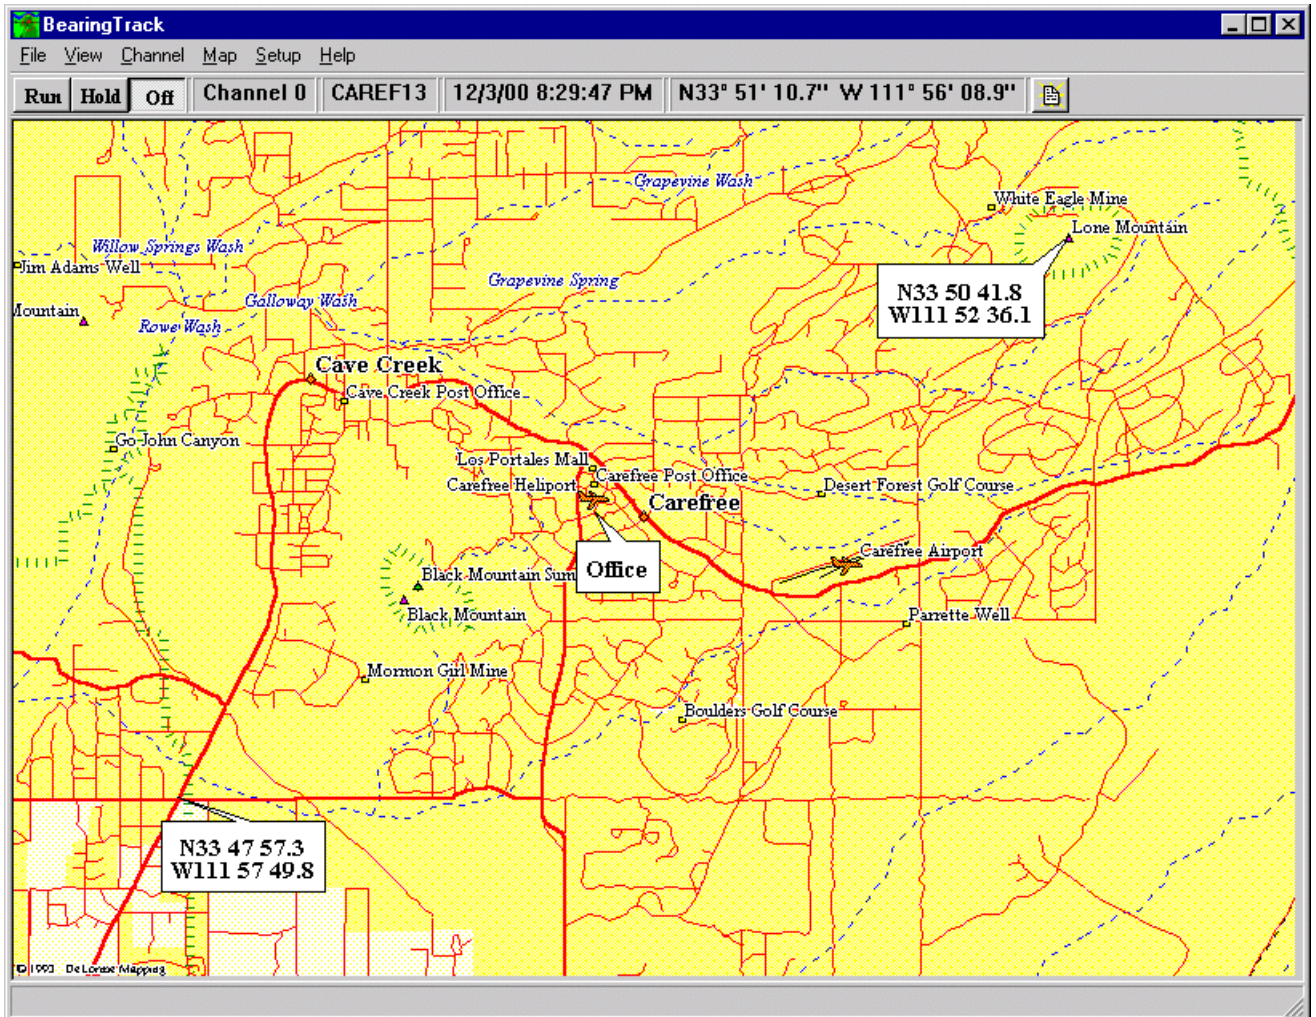 BearingTrack
File View Channel Map Setup Help
Run Hold Off Channel 0 CAREF13 12/3/00 8:29:47 PM N33° 51' 10.7" W 111° 56' 08.9"
Grapevine Wash
White Eagle Mine
Lone Mountain
Willow Springs Wash
Jim Adams Well
Grapevine Spring
N33 50 41.8
W111 52 36.1
Galloway Wash
Mountain
Rowe Wash
Cave Creek
Cave Creek Post Office
Go John Canyon
Los Portales Mall
Carefree Post Office
Carefree Heliport
Desert Forest Golf Course
Carefree
Carefree Airport
Office
Black Mountain Sum
Black Mountain
Parrette Well
Mormon Girl Mine
Boulders Golf Course
N33 47 57.3
W111 57 49.8
© 1993 DeLorme Mapping